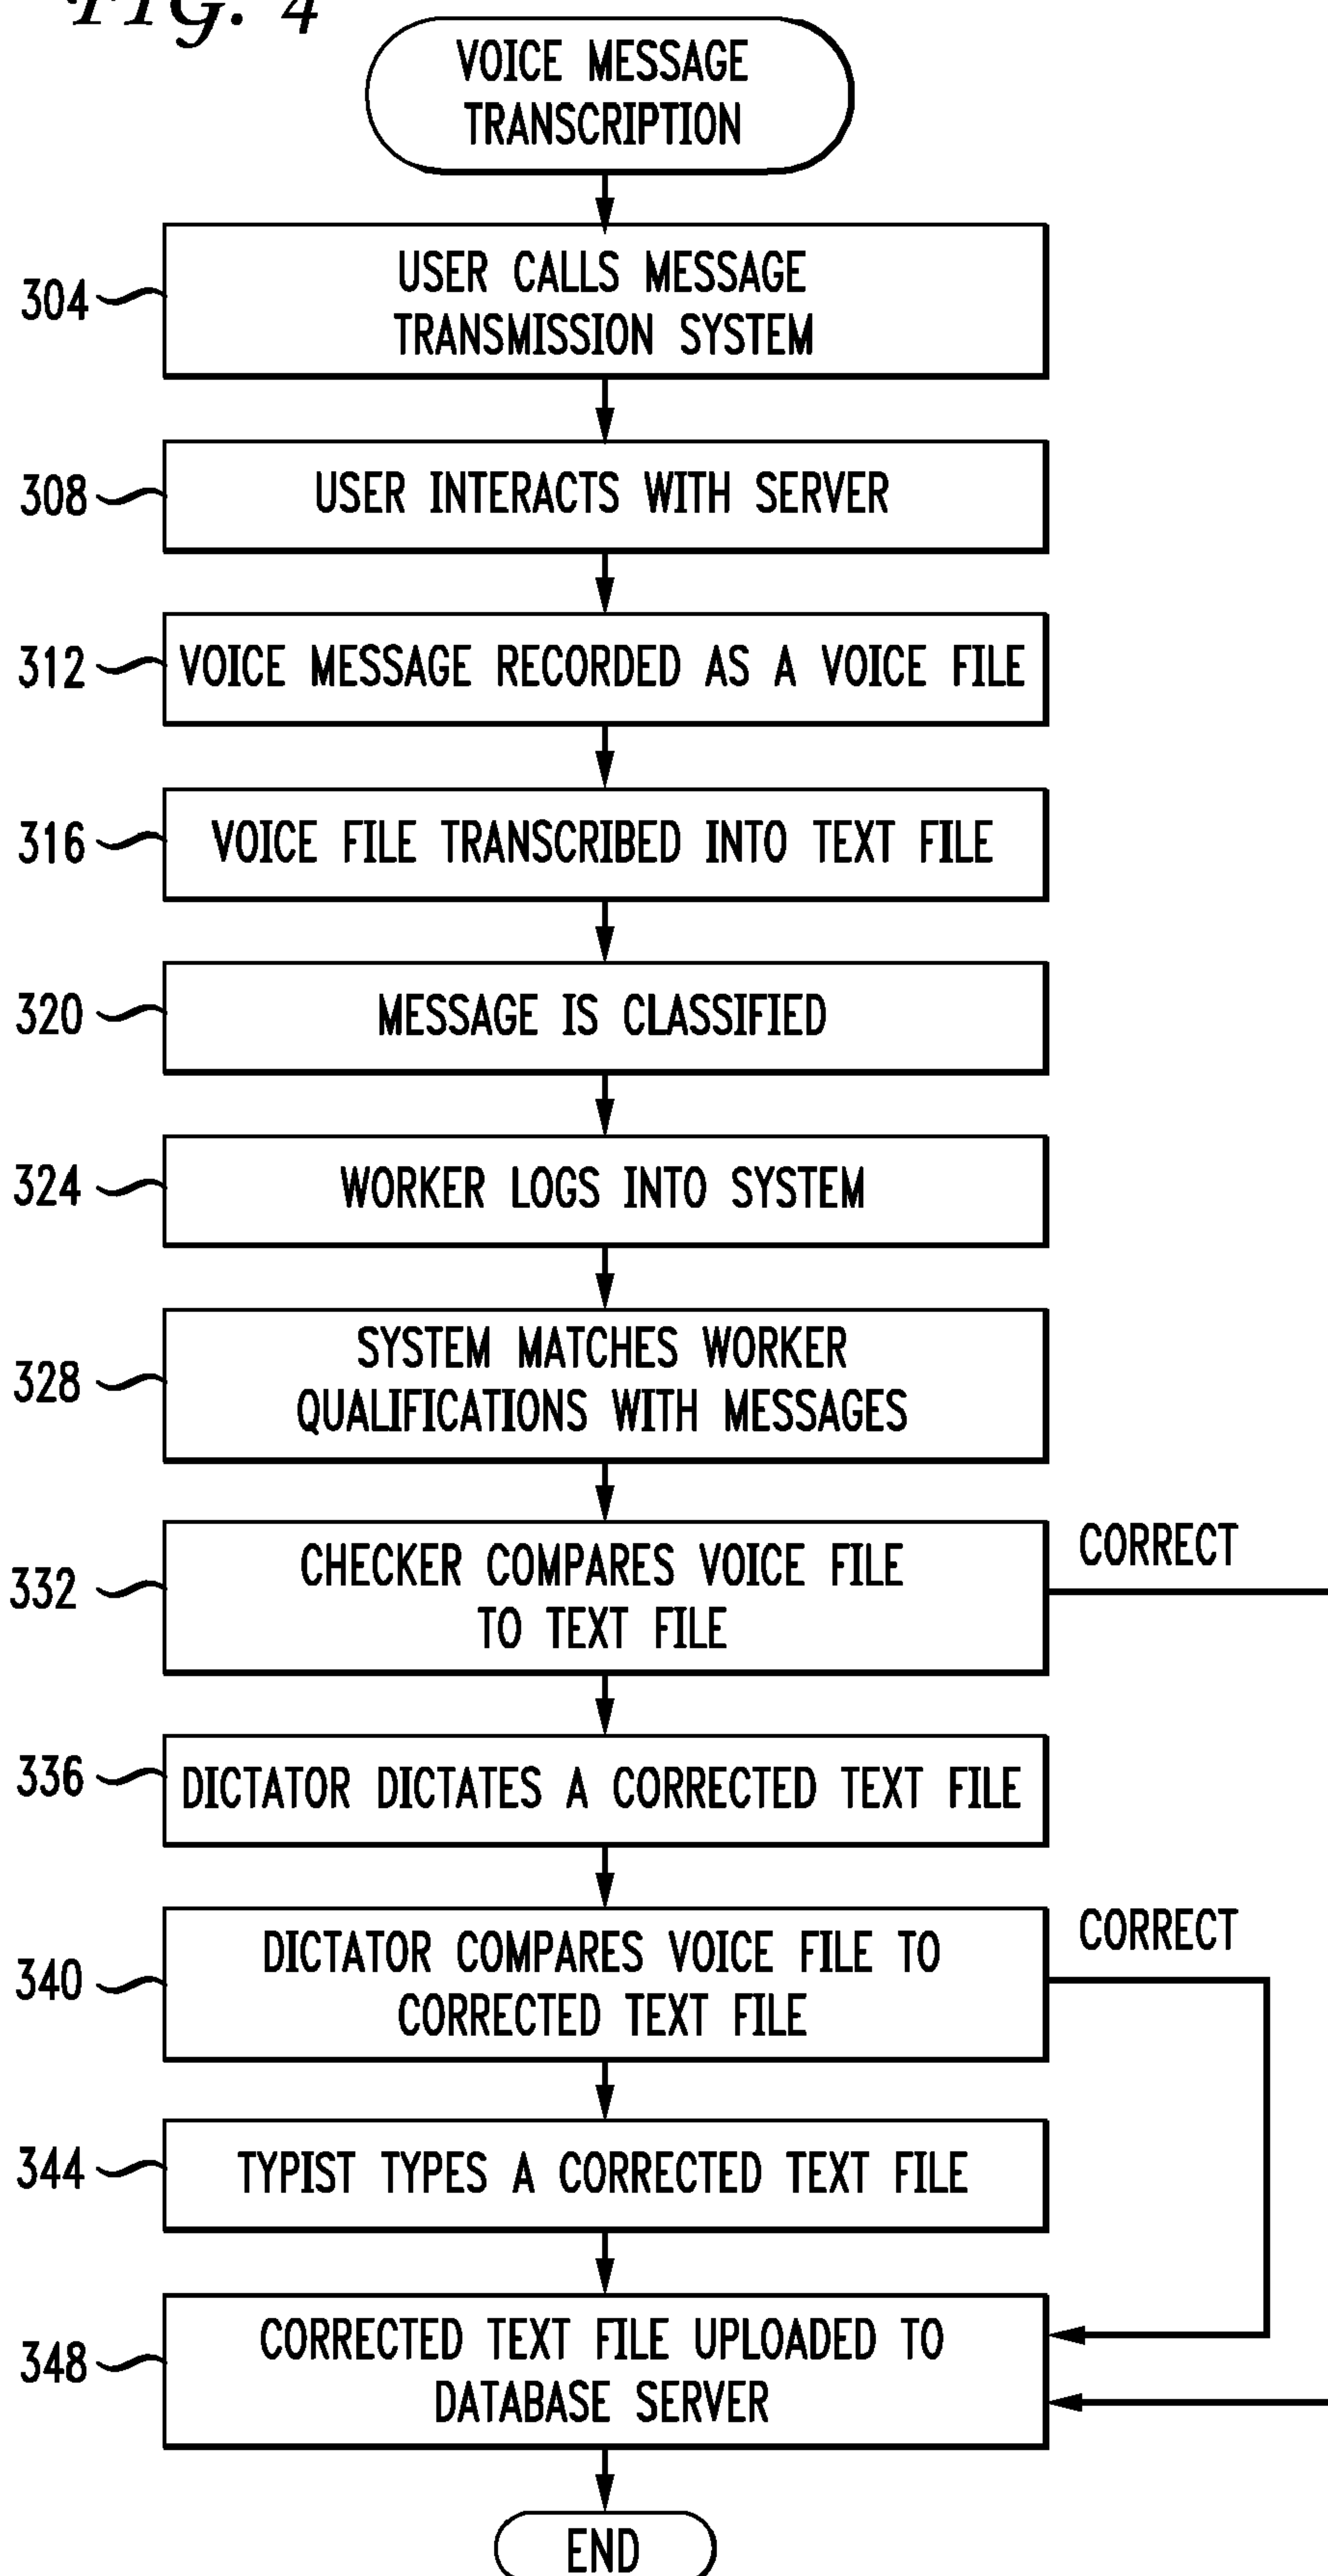 FIG. 4
VOICE MESSAGE
TRANSCRIPTION
304
USER CALLS MESSAGE
TRANSMISSION SYSTEM
308
USER INTERACTS WITH SERVER
312
VOICE MESSAGE RECORDED AS A VOICE FILE
316
VOICE FILE TRANSCRIBED INTO TEXT FILE
320
MESSAGE IS CLASSIFIED
324
WORKER LOGS INTO SYSTEM
328
SYSTEM MATCHES WORKER
QUALIFICATIONS WITH MESSAGES
332
CHECKER COMPARES VOICE FILE
TO TEXT FILE
CORRECT
336
DICTATOR DICTATES A CORRECTED TEXT FILE
340
DICTATOR COMPARES VOICE FILE TO
CORRECTED TEXT FILE
CORRECT
344
TYPIST TYPES A CORRECTED TEXT FILE
348
CORRECTED TEXT FILE UPLOADED TO
DATABASE SERVER
END